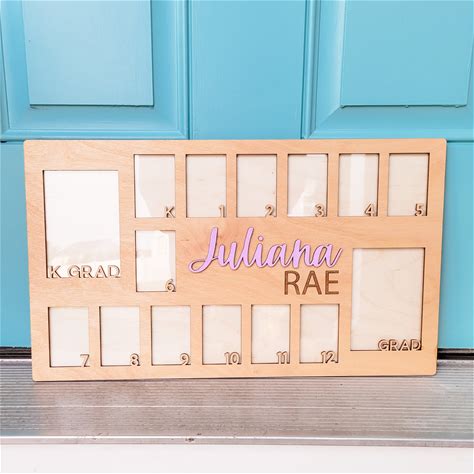 K 1 2 3 4 5
K GRAD
6
Juliana
RAE
7 8 9 10 11 12
GRAD